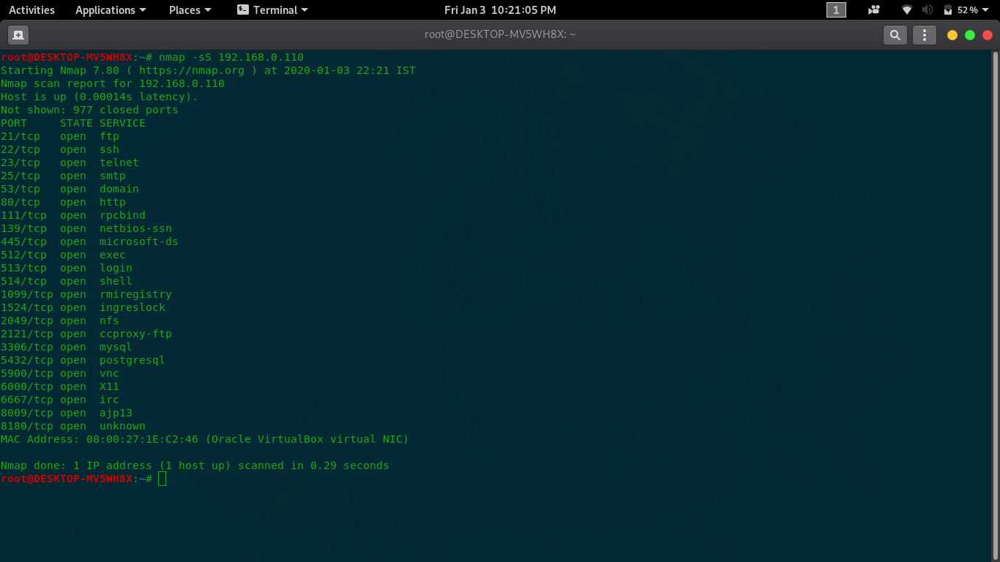 Activities Applications Places Terminal Fri Jan 3 10:21:05 PM 1 52%
root@DESKTOP-MV5WH8X: ~
root@DESKTOP-MV5WH8X:~# nmap -sS 192.168.0.110
Starting Nmap 7.80 ( https://nmap.org ) at 2020-01-03 22:21 IST
Nmap scan report for 192.168.0.110
Host is up (0.00014s latency).
Not shown: 977 closed ports
PORT     STATE SERVICE
21/tcp   open  ftp
22/tcp   open  ssh
23/tcp   open  telnet
25/tcp   open  smtp
53/tcp   open  domain
80/tcp   open  http
111/tcp  open  rpcbind
139/tcp  open  netbios-ssn
445/tcp  open  microsoft-ds
512/tcp  open  exec
513/tcp  open  login
514/tcp  open  shell
1099/tcp open  rmiregistry
1524/tcp open  ingreslock
2049/tcp open  nfs
2121/tcp open  ccproxy-ftp
3306/tcp open  mysql
5432/tcp open  postgresql
5900/tcp open  vnc
6000/tcp open  X11
6667/tcp open  irc
8009/tcp open  ajp13
8180/tcp open  unknown
MAC Address: 08:00:27:1E:C2:46 (Oracle VirtualBox virtual NIC)
Nmap done: 1 IP address (1 host up) scanned in 0.29 seconds
root@DESKTOP-MV5WH8X:~#